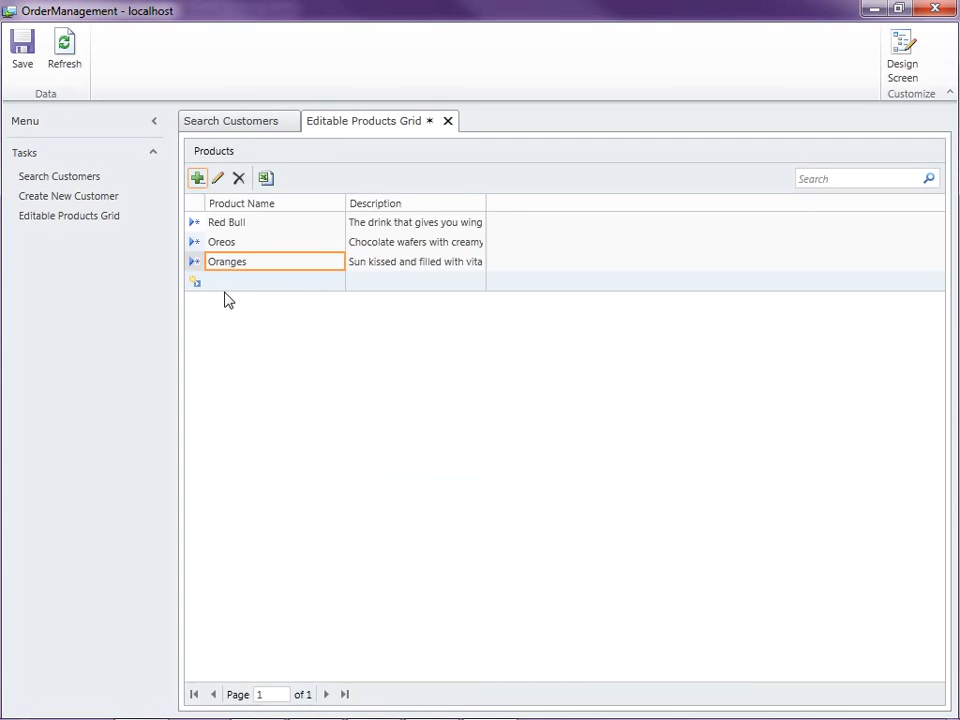 OrderManagement - localhost
Save
Refresh
Design
Screen
Data
Customize
Menu
Search Customers
Editable Products Grid *
Tasks
Products
Search Customers
Create New Customer
Editable Products Grid
Search
Product Name
Description
Red Bull
The drink that gives you wing
Oreos
Chocolate wafers with creamy
Oranges
Sun kissed and filled with vita
Page 1 of 1